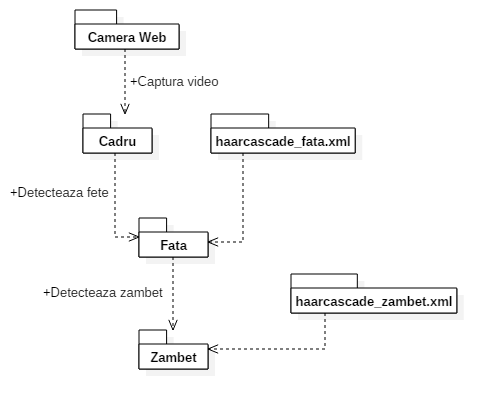 Camera Web
+Captura video
Cadru
haarcascade_fata.xml
+Detecteaza fete
Fata
+Detecteaza zambet
haarcascade_zambet.xml
Zambet